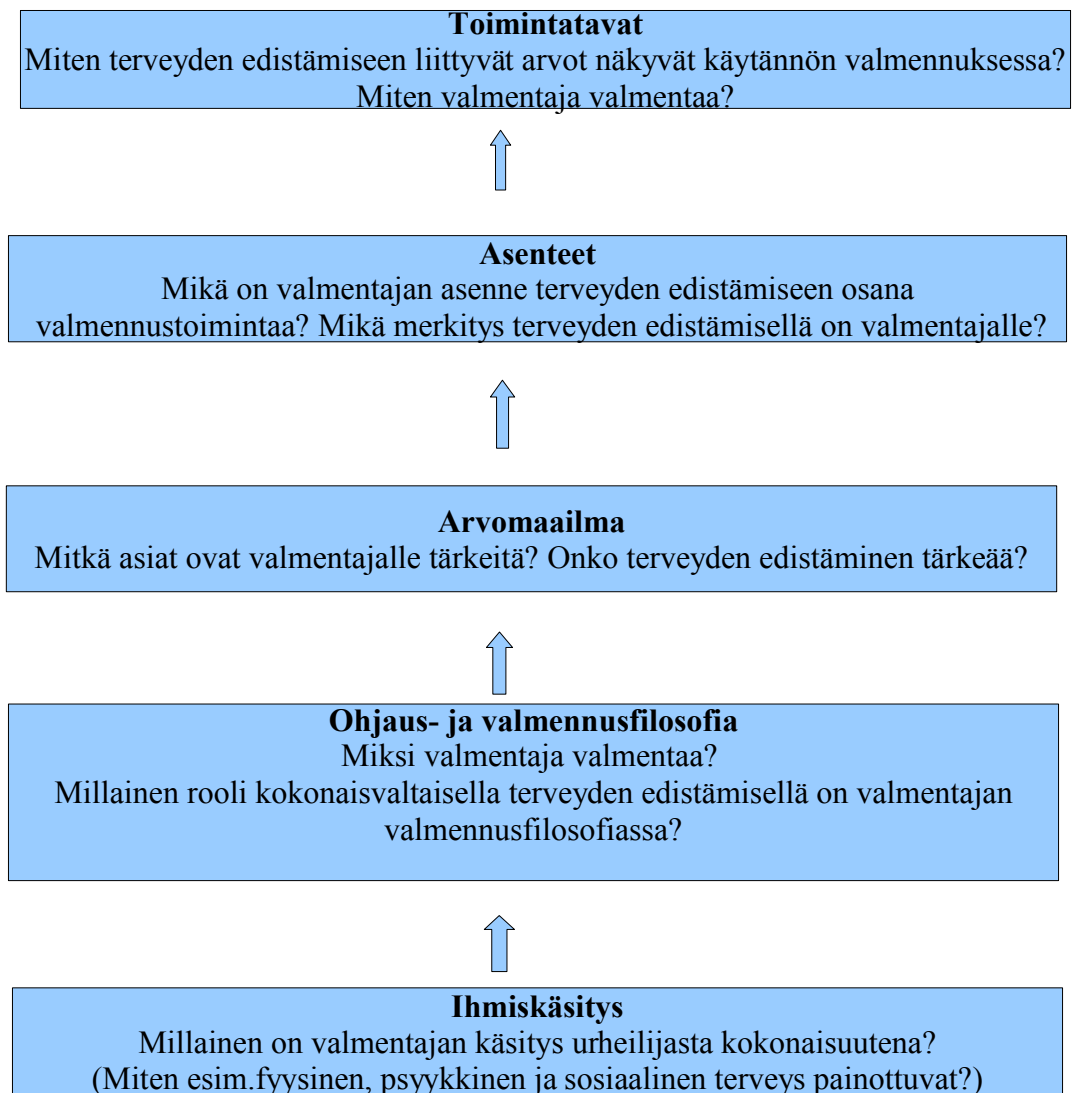 Toimintatavat
Miten terveyden edistämiseen liittyvät arvot näkyvät käytännön valmennuksessa?
Miten valmentaja valmentaa?
Asenteet
Mikä on valmentajan asenne terveyden edistämiseen osana
valmennustoimintaa? Mikä merkitys terveyden edistämisellä on valmentajalle?
Arvomaailma
Mitkä asiat ovat valmentajalle tärkeitä? Onko terveyden edistäminen tärkeää?
Ohjaus- ja valmennusfilosofia
Miksi valmentaja valmentaa?
Millainen rooli kokonaisvaltaisella terveyden edistämisellä on valmentajan
valmennusfilosofiassa?
Ihmiskäsitys
Millainen on valmentajan käsitys urheilijasta kokonaisuutena?
(Miten esim.fyysinen, psyykkinen ja sosiaalinen terveys painottuvat?)